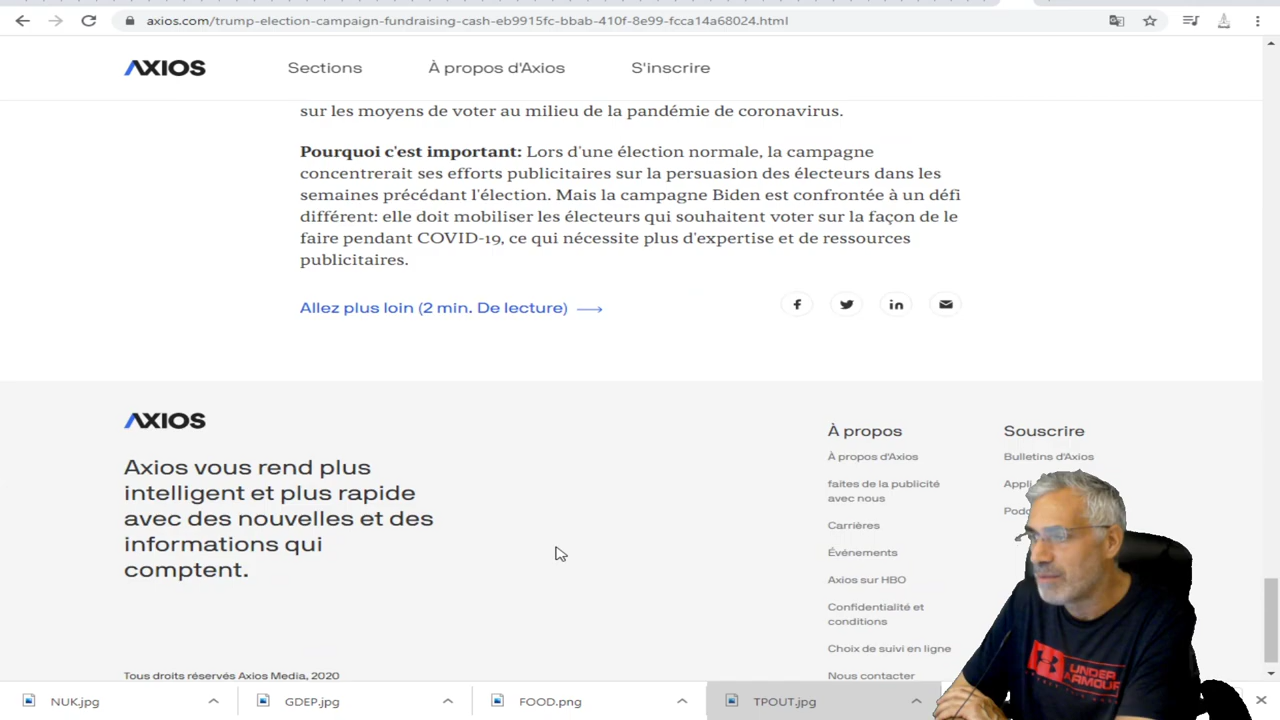 axios.com/trump-election-campaign-fundraising-cash-eb9915fc-bbab-410f-8e99-fcca14a68024.html
AXIOS
Sections
À propos d'Axios
S'inscrire
sur les moyens de voter au milieu de la pandémie de coronavirus.
Pourquoi c'est important: Lors d'une élection normale, la campagne
concentrerait ses efforts publicitaires sur la persuasion des électeurs dans les
semaines précédant l'élection. Mais la campagne Biden est confrontée à un défi
différent: elle doit mobiliser les électeurs qui souhaitent voter sur la façon de le
faire pendant COVID-19, ce qui nécessite plus d'expertise et de ressources
publicitaires.
Allez plus loin (2 min. De lecture)
AXIOS
Axios vous rend plus
intelligent et plus rapide
avec des nouvelles et des
informations qui
comptent.
Tous droits réservés Axios Media, 2020
À propos
À propos d'Axios
faites de la publicité
avec nous
Carrières
Événements
Axios sur HBO
Confidentialité et
conditions
Choix de suivi en ligne
Nous contacter
Souscrire
Bulletins d'Axios
Appli
Podc
UNDER
ARMOUR
NUK.jpg
GDEP.jpg
FOOD.png
TPOUT.jpg